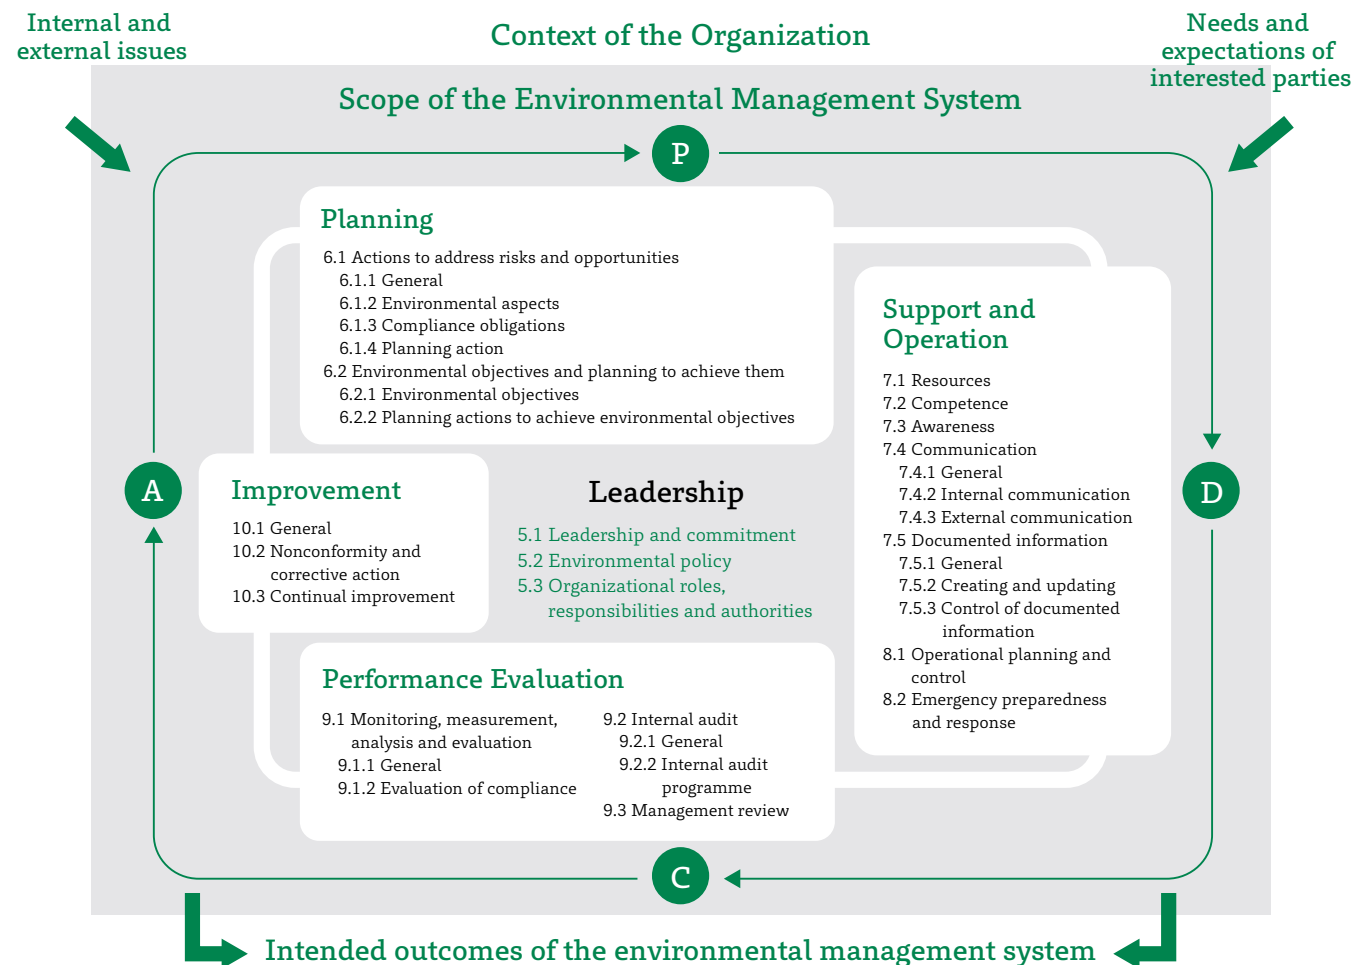 Internal and
external issues
Context of the Organization
Needs and
expectations of
interested parties
Scope of the Environmental Management System
P
Planning
6.1 Actions to address risks and opportunities
6.1.1 General
6.1.2 Environmental aspects
6.1.3 Compliance obligations
6.1.4 Planning action
6.2 Environmental objectives and planning to achieve them
6.2.1 Environmental objectives
6.2.2 Planning actions to achieve environmental objectives
Support and
Operation
7.1 Resources
7.2 Competence
7.3 Awareness
7.4 Communication
7.4.1 General
7.4.2 Internal communication
7.4.3 External communication
7.5 Documented information
7.5.1 General
7.5.2 Creating and updating
7.5.3 Control of documented
information
8.1 Operational planning and
control
8.2 Emergency preparedness
and response
D
A
Improvement
10.1 General
10.2 Nonconformity and
corrective action
10.3 Continual improvement
Leadership
5.1 Leadership and commitment
5.2 Environmental policy
5.3 Organizational roles,
responsibilities and authorities
Performance Evaluation
9.1 Monitoring, measurement,
analysis and evaluation
9.1.1 General
9.1.2 Evaluation of compliance
9.2 Internal audit
9.2.1 General
9.2.2 Internal audit
programme
9.3 Management review
C
Intended outcomes of the environmental management system